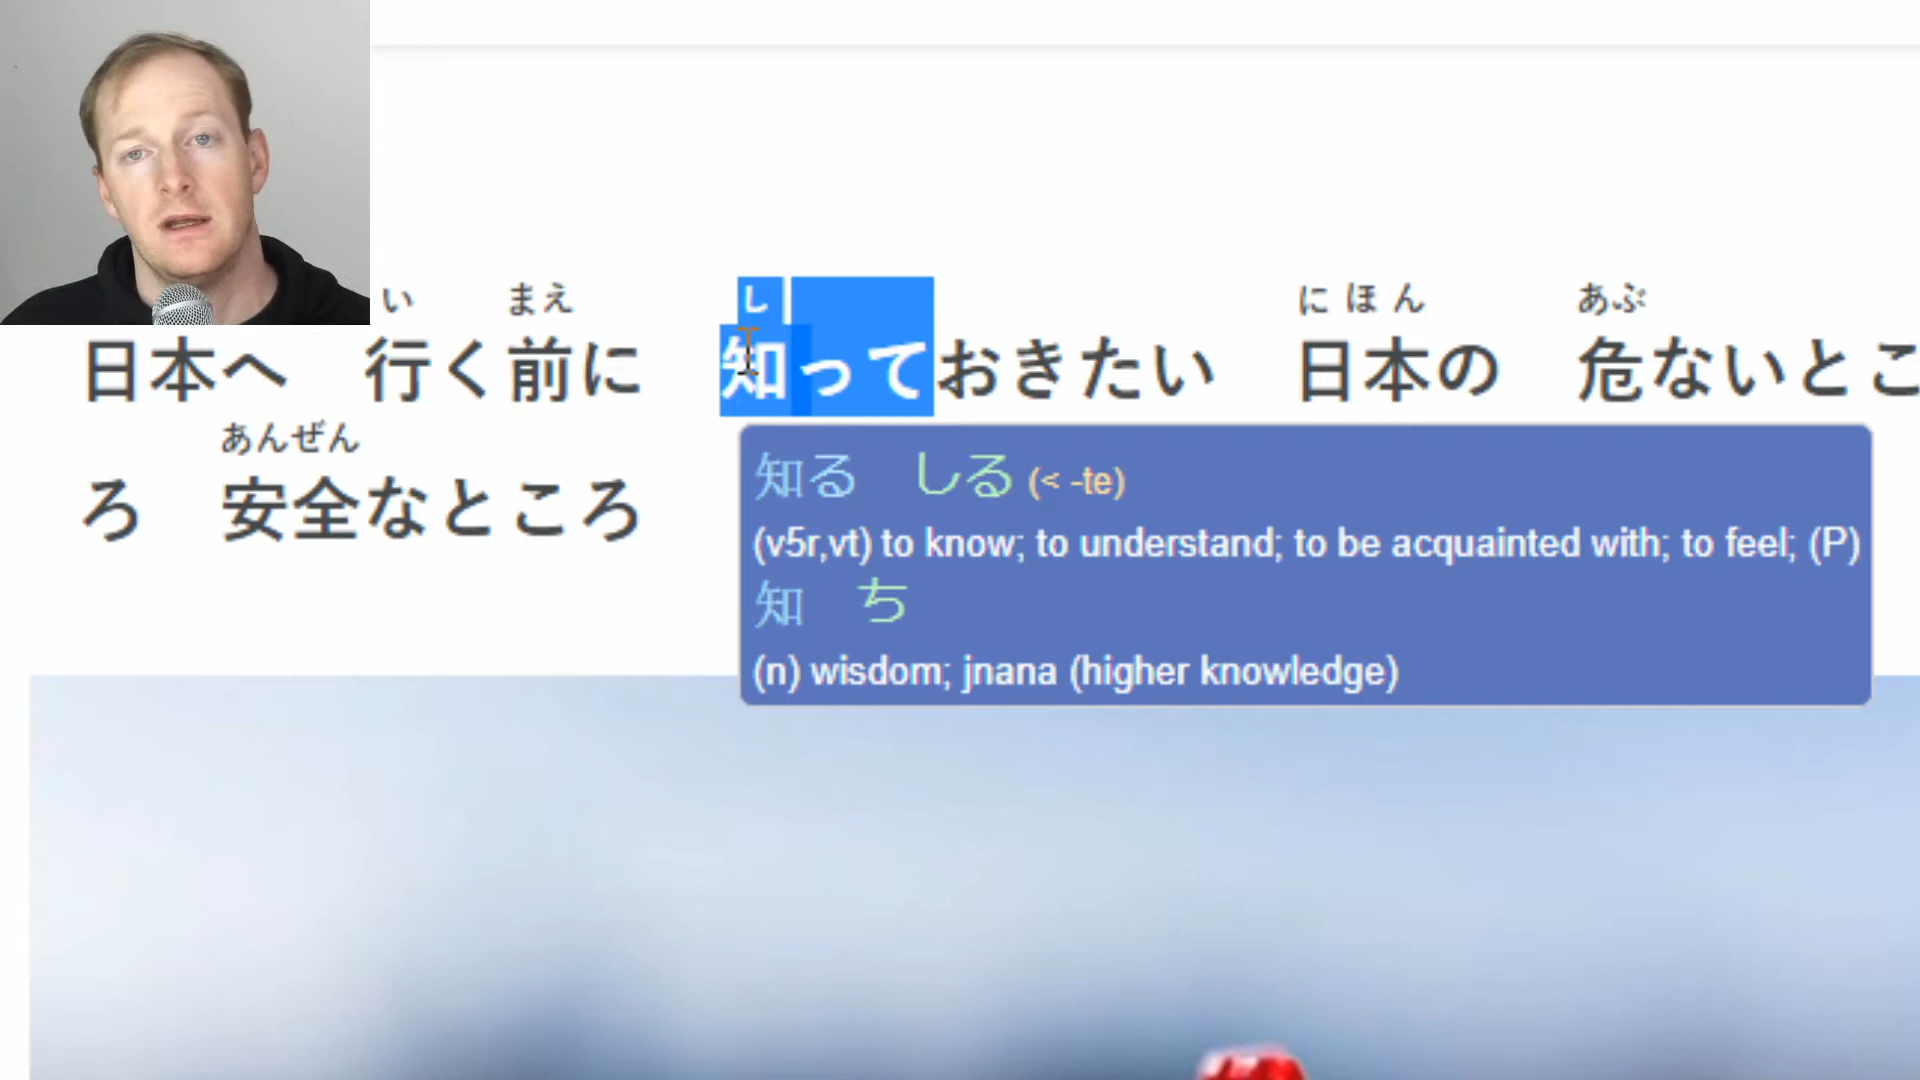 い まえ し にほん あぶ
日本へ 行く前に 知っておきたい 日本の 危ないとこ
あんぜん
ろ 安全なところ
知る しる (< -te)
(v5r,vt) to know; to understand; to be acquainted with; to feel; (P)
知 ち
(n) wisdom; jnana (higher knowledge)